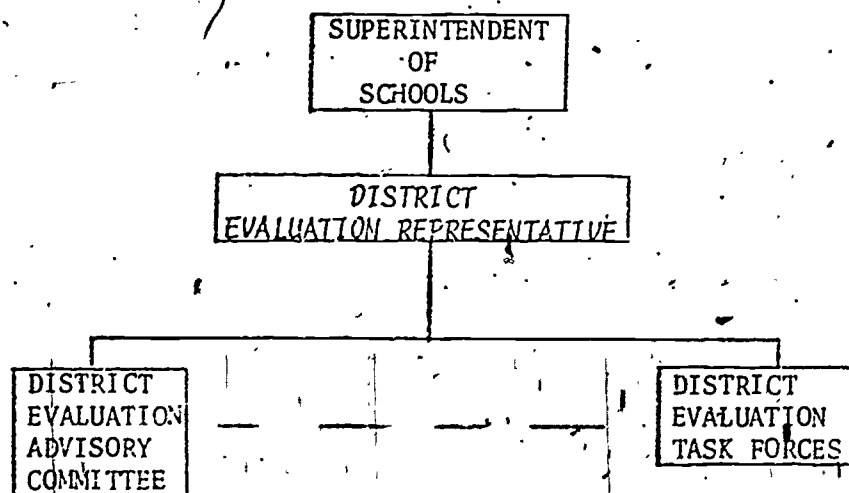 SUPERINTENDENT
OF
SCHOOLS
DISTRICT
EVALUATION REPRESENTATIVE
DISTRICT
EVALUATION
ADVISORY
COMMITTEE
DISTRICT
EVALUATION
TASK FORCES